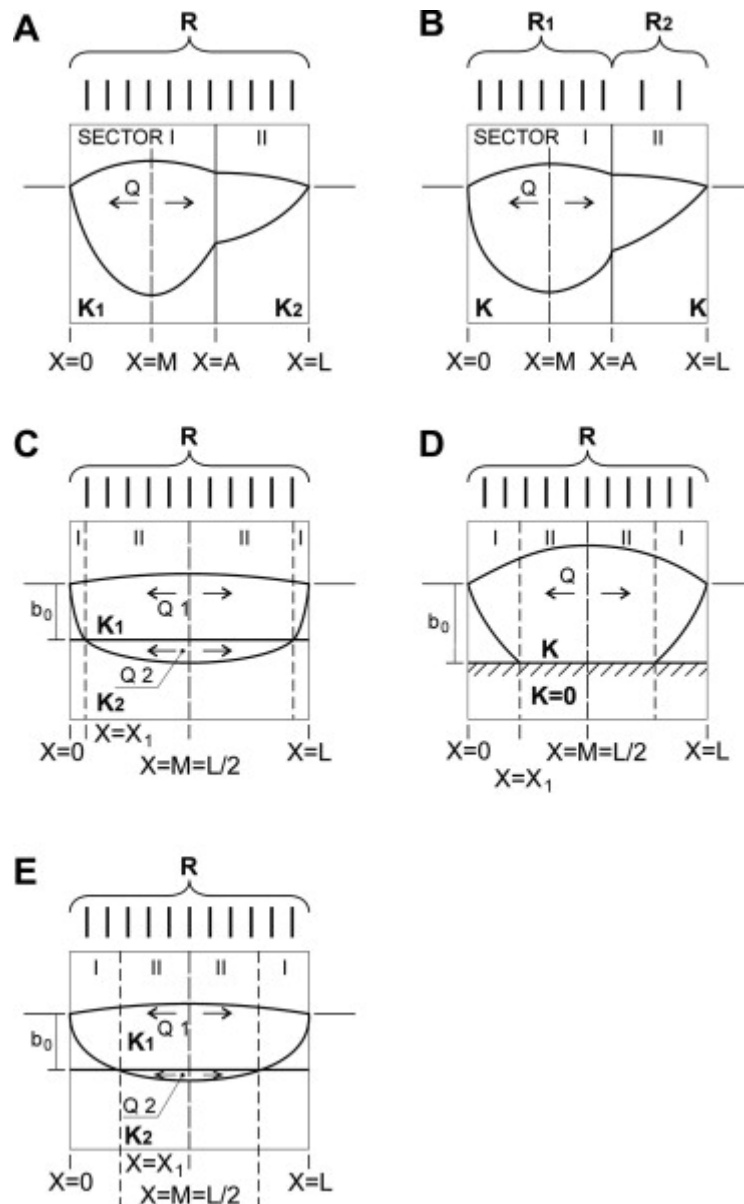 A
R
SECTOR I
II
Q
K1
K2
X=0
X=M
X=A
X=L
B
R1
R2
SECTOR I
II
Q
K
K
X=0
X=M
X=A
X=L
C
R
I
II
II
I
b0
Q 1
K1
Q 2
K2
X=0
X=X1
X=M=L/2
X=L
D
R
I
II
II
I
b0
Q
K
K=0
X=0
X=M=L/2
X=L
X=X1
E
R
I
II
II
I
b0
Q 1
K1
Q 2
K2
X=0
X=X1
X=L
X=M=L/2